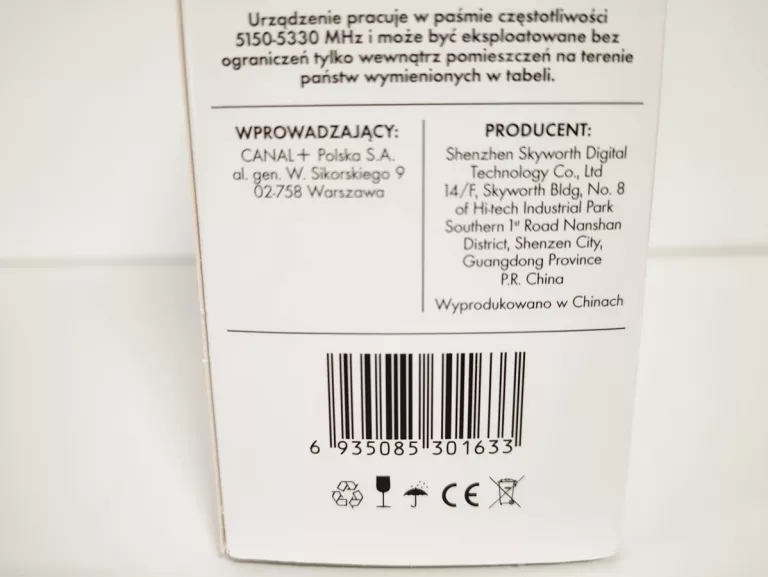 Urządzenie pracuje w paśmie częstotliwości
5150-5330 MHz i może być eksploatowane bez
ograniczeń tylko wewnątrz pomieszczeń na terenie
państw wymienionych w tabeli.
WPROWADZAJĄCY:
CANAL+ Polska S.A.
al. gen. W. Sikorskiego 9
02-758 Warszawa
PRODUCENT:
Shenzhen Skyworth Digital
Technology Co., Ltd
14/F, Skyworth Bldg, No. 8
of Hi-tech Industrial Park
Southern 1st Road Nanshan
District, Shenzen City,
Guangdong Province
P.R. China
Wyprodukowano w Chinach
6 935085 301633
CE